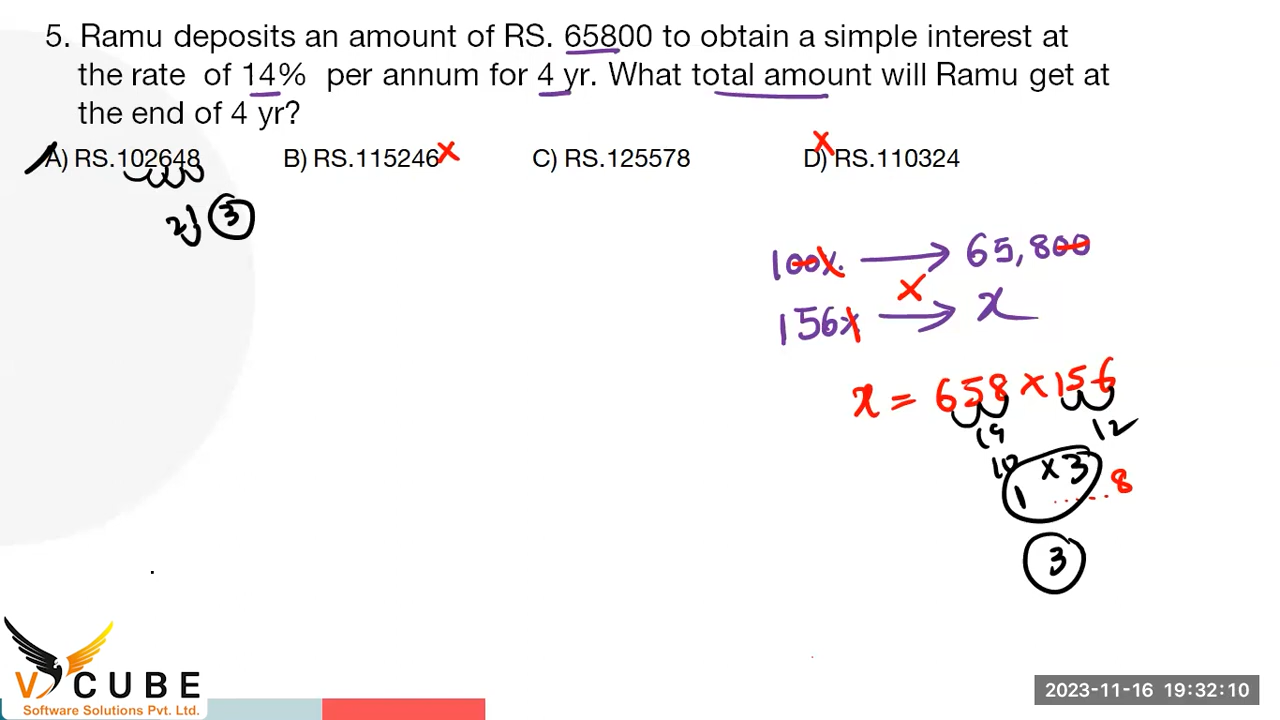 5. Ramu deposits an amount of RS. 65800 to obtain a simple interest at
the rate of 14% per annum for 4 yr. What total amount will Ramu get at
the end of 4 yr?
A) RS.102648 B) RS.115246 x C) RS.125578 x D) RS.110324
21 3
100% → 65,800
x
156% → x
x = 658 x 156
19 12
10 x 3
1 .....8
3
V CUBE
Software Solutions Pvt. Ltd.
2023-11-16 19:32:10